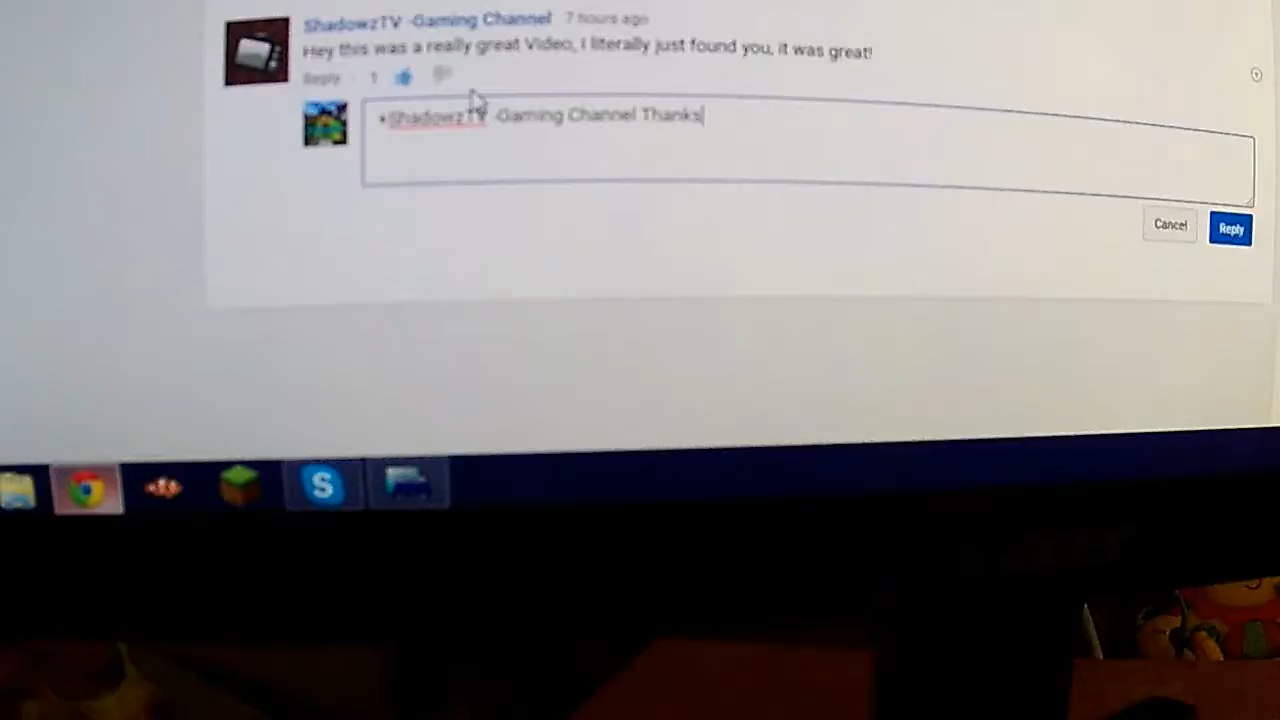 ShadowzTV -Gaming Channel 7 hours ago
Hey this was a really great Video, I literally just found you, it was great!
Reply 1
+ShadowzTV -Gaming Channel Thanks
Cancel Reply
S